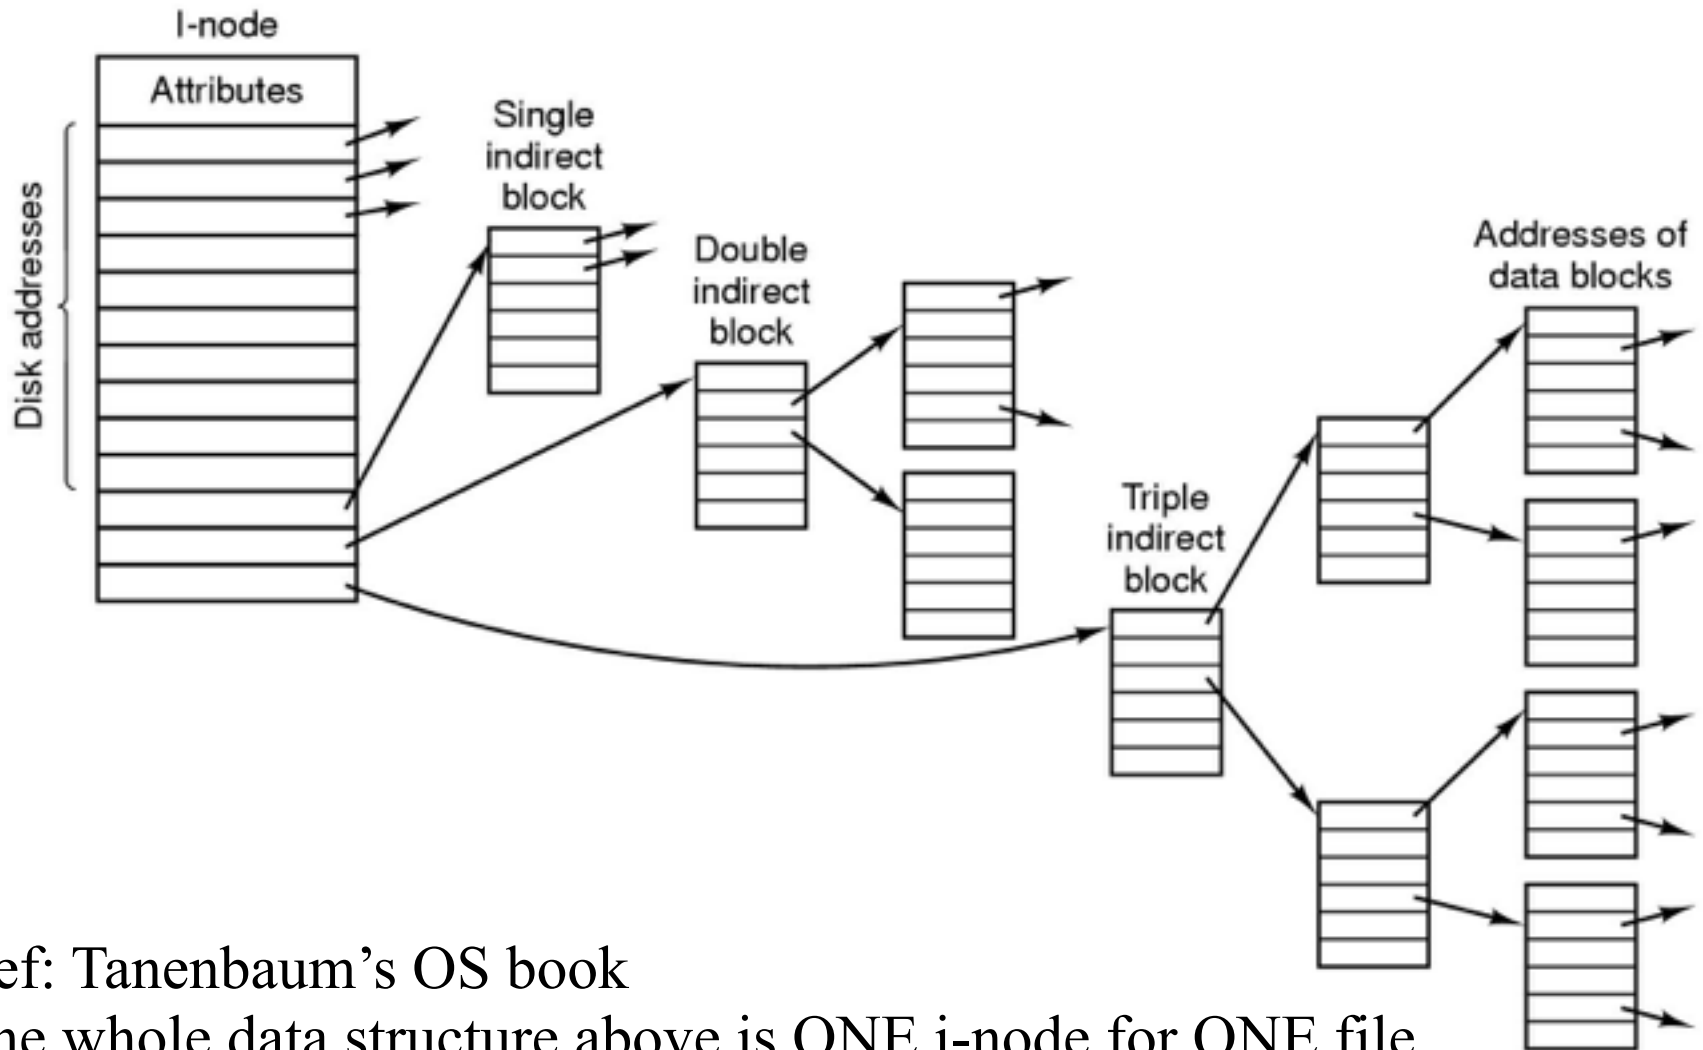 I-node
Attributes
Disk addresses
Single
indirect
block
Double
indirect
block
Triple
indirect
block
Addresses of
data blocks
ef: Tanenbaum’s OS book
he whole data structure above is ONE i-node for ONE file